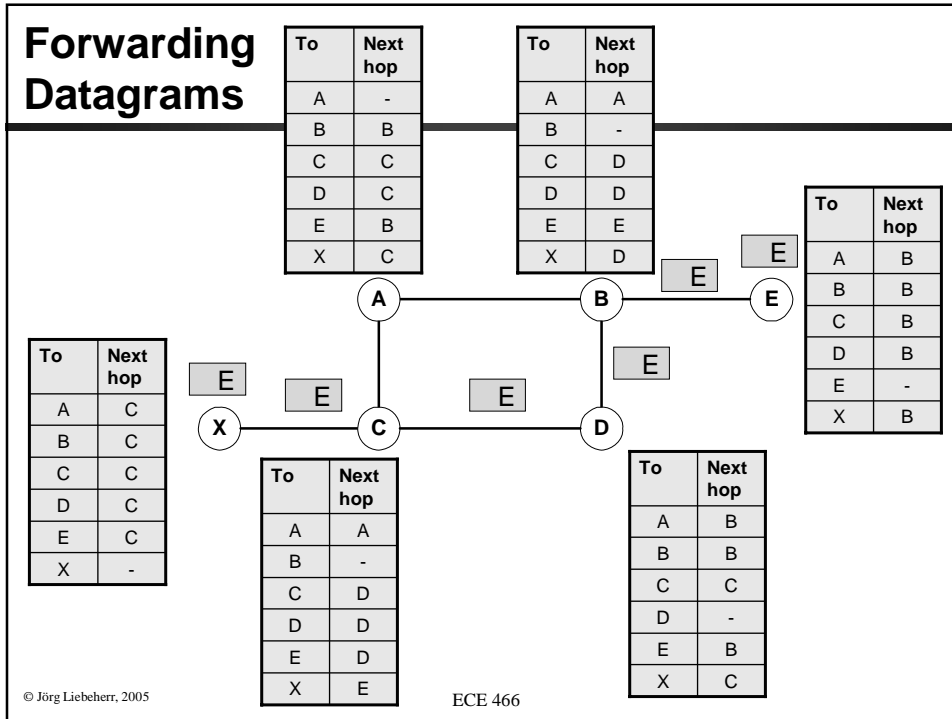 Forwarding
Datagrams
To Next hop
A -
B B
C C
D C
E B
X C
To Next hop
A A
B -
C D
D D
E E
X D
To Next hop
A B
B B
C B
D B
E -
X B
E
E
A
B
E
E
To Next hop
A C
B C
C C
D C
E C
X -
E
E
E
X
C
D
To Next hop
A A
B -
C D
D D
E D
X E
To Next hop
A B
B B
C C
D -
E B
X C
© Jörg Liebeherr, 2005
ECE 466